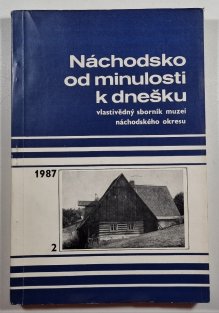 Náchodsko
od minulosti
k dnešku
vlastivědný sborník muzeí
náchodského okresu
1987
2